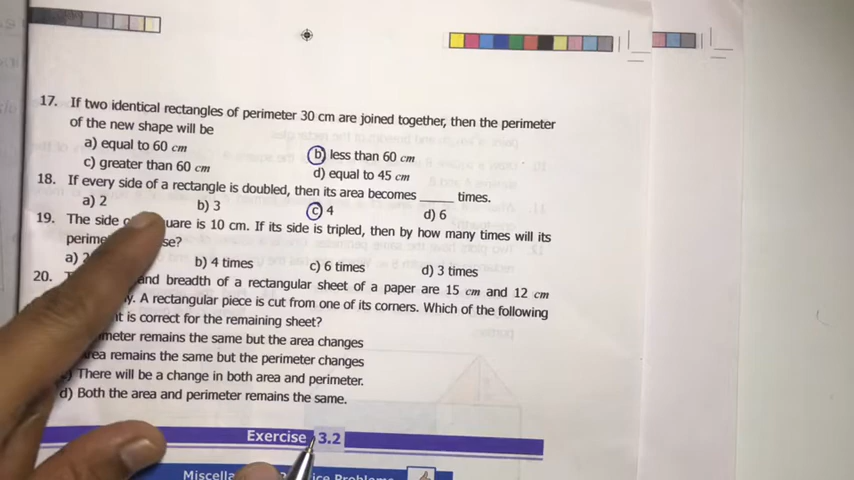 17. If two identical rectangles of perimeter 30 cm are joined together, then the perimeter
of the new shape will be
a) equal to 60 cm b) less than 60 cm
c) greater than 60 cm d) equal to 45 cm
18. If every side of a rectangle is doubled, then its area becomes _____ times.
a) 2 b) 3 c) 4 d) 6
19. The side uare is 10 cm. If its side is tripled, then by how many times will its
perime se?
a) 2 b) 4 times c) 6 times d) 3 times
20. and breadth of a rectangular sheet of a paper are 15 cm and 12 cm
y. A rectangular piece is cut from one of its corners. Which of the following
t is correct for the remaining sheet?
meter remains the same but the area changes
ea remains the same but the perimeter changes
There will be a change in both area and perimeter.
d) Both the area and perimeter remains the same.
Exercise 3.2
Miscella ice Problems